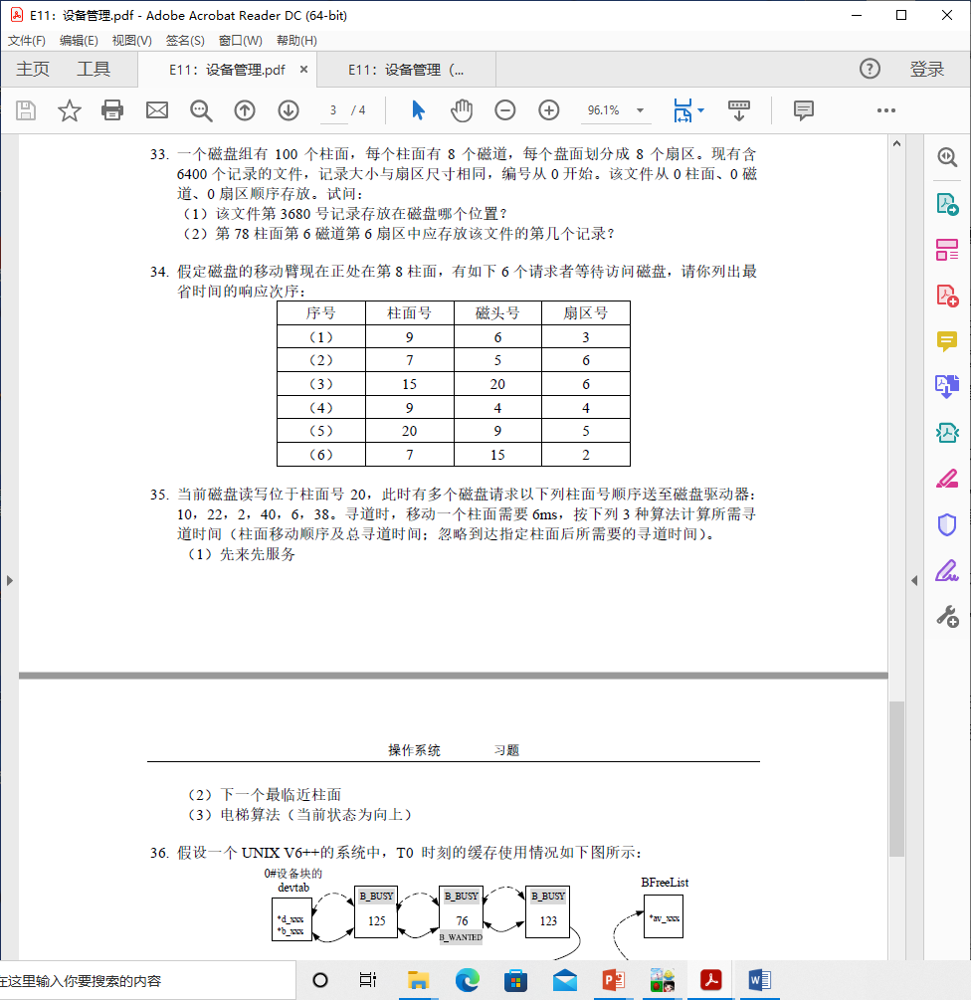 E11：设备管理.pdf - Adobe Acrobat Reader DC (64-bit)
文件(F) 编辑(E) 视图(V) 签名(S) 窗口(W) 帮助(H)
主页 工具 E11：设备管理.pdf × E11：设备管理（... 登录
3 / 4 96.1%
33. 一个磁盘组有 100 个柱面，每个柱面有 8 个磁道，每个盘面划分成 8 个扇区。现有含
6400 个记录的文件，记录大小与扇区尺寸相同，编号从 0 开始。该文件从 0 柱面、0 磁
道、0 扇区顺序存放。试问：
（1）该文件第 3680 号记录存放在磁盘哪个位置？
（2）第 78 柱面第 6 磁道第 6 扇区中应存放该文件的第几个记录？
34. 假定磁盘的移动臂现在正处在第 8 柱面，有如下 6 个请求者等待访问磁盘，请你列出最
省时间的响应次序：
序号 柱面号 磁头号 扇区号
（1） 9 6 3
（2） 7 5 6
（3） 15 20 6
（4） 9 4 4
（5） 20 9 5
（6） 7 15 2
35. 当前磁盘读写位于柱面号 20，此时有多个磁盘请求以下列柱面号顺序送至磁盘驱动器：
10，22，2，40，6，38。寻道时，移动一个柱面需要 6ms，按下列 3 种算法计算所需寻
道时间（柱面移动顺序及总寻道时间；忽略到达指定柱面后所需要的寻道时间）。
（1）先来先服务
操作系统 习题
（2）下一个最临近柱面
（3）电梯算法（当前状态为向上）
36. 假设一个 UNIX V6++的系统中，T0 时刻的缓存使用情况如下图所示：
0#设备块的
devtab
*d_xxx
*b_xxx
B_BUSY
125
B_BUSY
76
B_WANTED
B_BUSY
123
BFreeList
*av_xxx
在这里输入你要搜索的内容